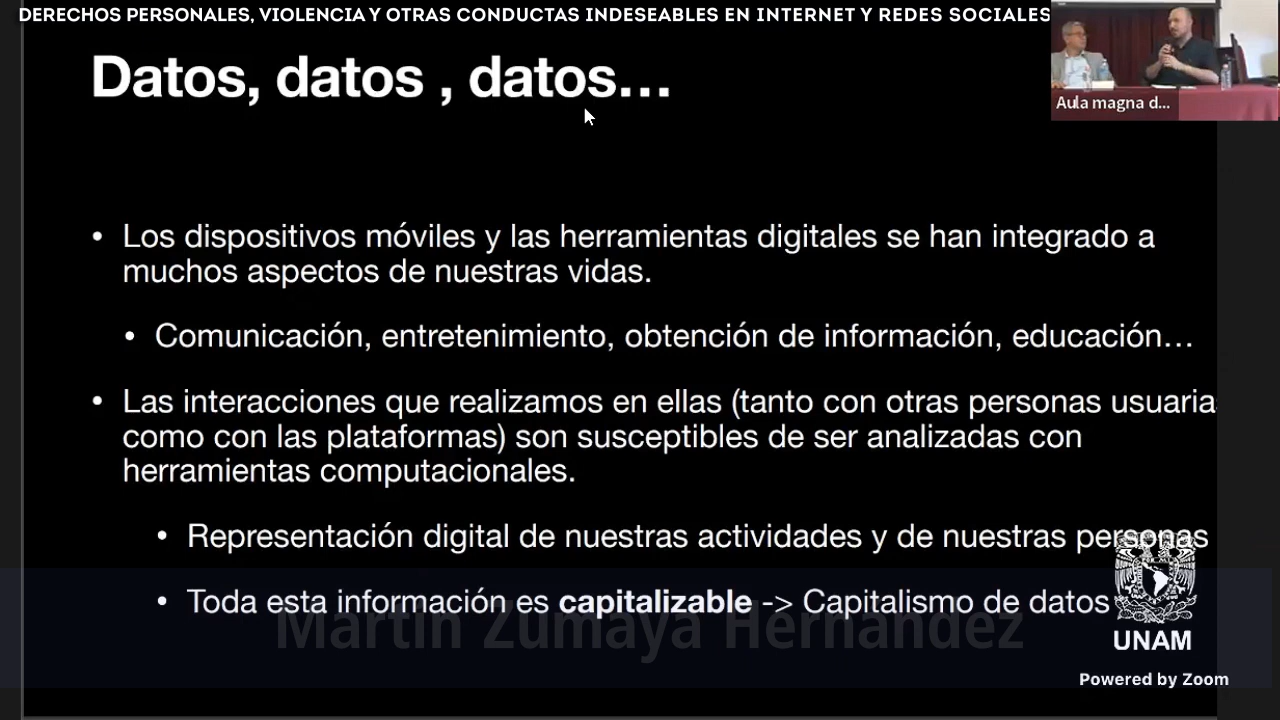 DERECHOS PERSONALES, VIOLENCIA Y OTRAS CONDUCTAS INDESEABLES EN INTERNET Y REDES SOCIALES
Datos, datos , datos…
Aula magna d...
• Los dispositivos móviles y las herramientas digitales se han integrado a
muchos aspectos de nuestras vidas.
• Comunicación, entretenimiento, obtención de información, educación…
• Las interacciones que realizamos en ellas (tanto con otras personas usuaria
como con las plataformas) son susceptibles de ser analizadas con
herramientas computacionales.
• Representación digital de nuestras actividades y de nuestras personas
• Toda esta información es capitalizable -> Capitalismo de datos
Martín Zumaya Hernández
UNAM
Powered by Zoom